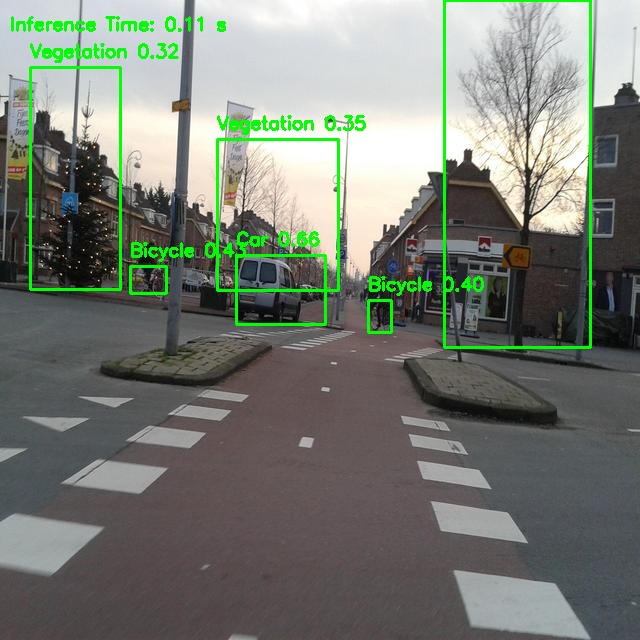 Inference Time: 0.11 s
Vegetation 0.32
Vegetation 0.35
Bicycle 0.43
Car 0.66
Bicycle 0.40